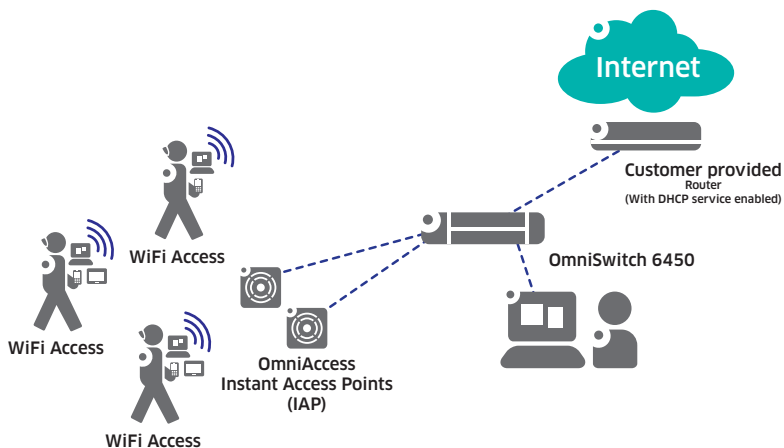 Internet
Customer provided
Router
(With DHCP service enabled)
WiFi Access
OmniSwitch 6450
WiFi Access
OmniAccess
Instant Access Points
(IAP)
WiFi Access